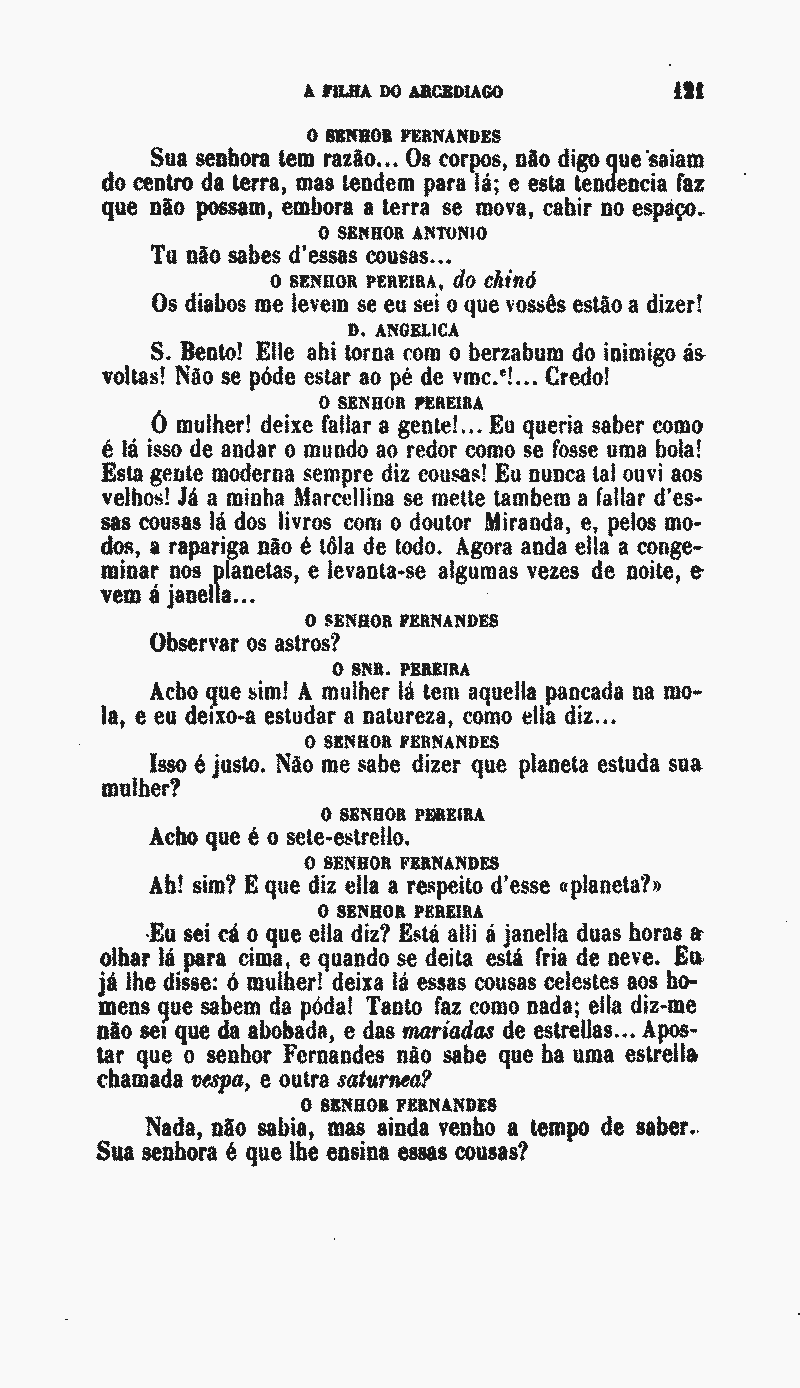 A FILHA DO ARCEDIAGO 121
O SENHOR FERNANDES
Sua senhora tem razão... Os corpos, não digo que saiam
do centro da terra, mas tendem para lá; e esta tendencia faz
que não possam, embora a terra se mova, cahir no espaço.
O SENHOR ANTONIO
Tu não sabes d'essas cousas...
O SENHOR PEREIRA, do chinó
Os diabos me levem se eu sei o que vossês estão a dizer!
D. ANGELICA
S. Bento! Elle ahi torna com o berzabum do inimigo ás
voltas! Não se póde estar ao pé de vmc.ᵉ!... Credo!
O SENHOR PEREIRA
Ó mulher! deixe fallar a gente!... Eu queria saber como
é lá isso de andar o mundo ao redor como se fosse uma bola!
Esta gente moderna sempre diz cousas! Eu nunca tal ouvi aos
velhos! Já a minha Marcellina se mette tambem a fallar d'es-
sas cousas lá dos livros com o doutor Miranda, e, pelos mo-
dos, a rapariga não é tôla de todo. Agora anda ella a conge-
minar nos planetas, e levanta-se algumas vezes de noite, e
vem á janella...
O SENHOR FERNANDES
Observar os astros?
O SNR. PEREIRA
Acho que sim! A mulher lá tem aquella pancada na mo-
la, e eu deixo-a estudar a natureza, como ella diz...
O SENHOR FERNANDES
Isso é justo. Não me sabe dizer que planeta estuda sua
mulher?
O SENHOR PEREIRA
Acho que é o sete-estrello.
O SENHOR FERNANDES
Ah! sim? E que diz ella a respeito d'esse «planeta?»
O SENHOR PEREIRA
Eu sei cá o que ella diz? Está alli á janella duas horas a
olhar lá para cima, e quando se deita está fria de neve. Eu
já lhe disse: ó mulher! deixa lá essas cousas celestes aos ho-
mens que sabem da póda! Tanto faz como nada; ella diz-me
não sei que da abobada, e das mariadas de estrellas... Apos-
tar que o senhor Fernandes não sabe que ha uma estrella
chamada vespa, e outra saturnea?
O SENHOR FERNANDES
Nada, não sabia, mas ainda venho a tempo de saber.
Sua senhora é que lhe ensina essas cousas?